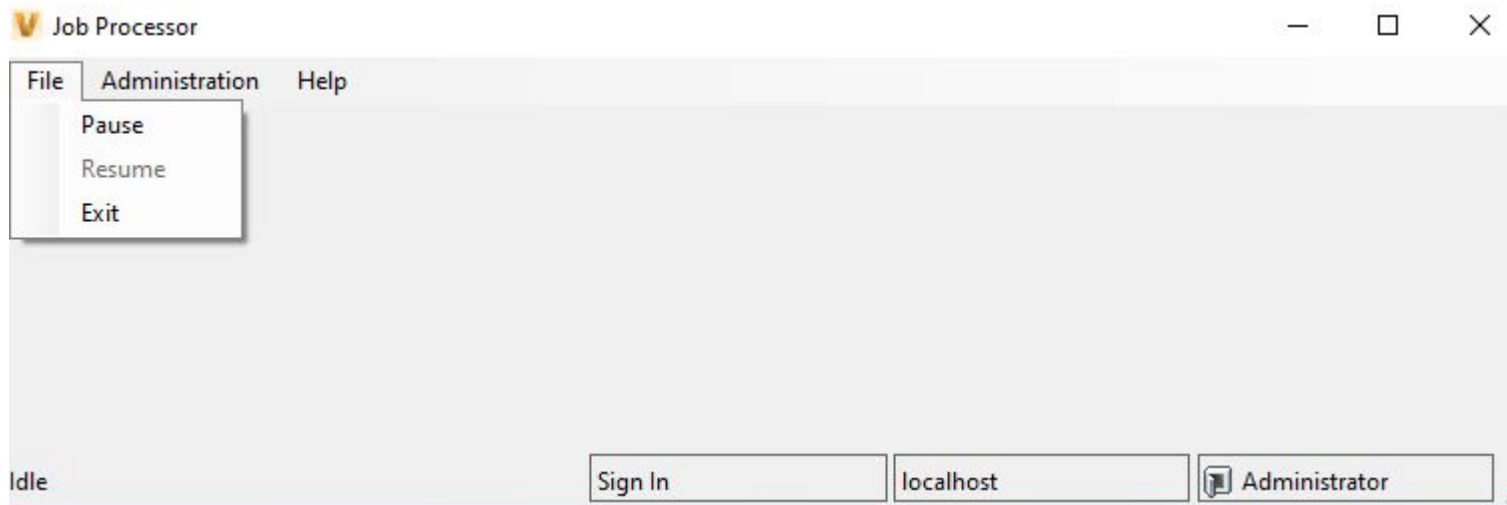 Job Processor
File Administration Help
Pause
Resume
Exit
Idle Sign In localhost Administrator